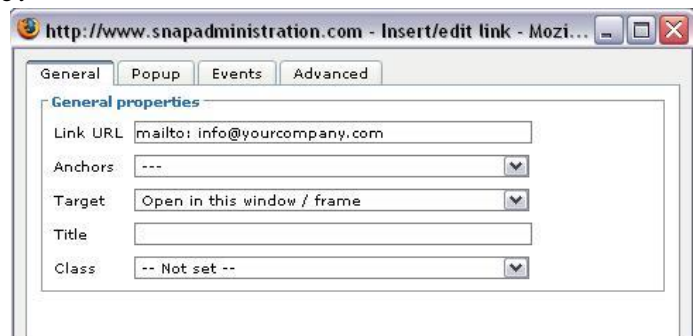 http://www.snapadministration.com - Insert/edit link - Mozi...
General Popup Events Advanced
General properties
Link URL mailto: info@yourcompany.com
Anchors ---
Target Open in this window / frame
Title
Class -- Not set --